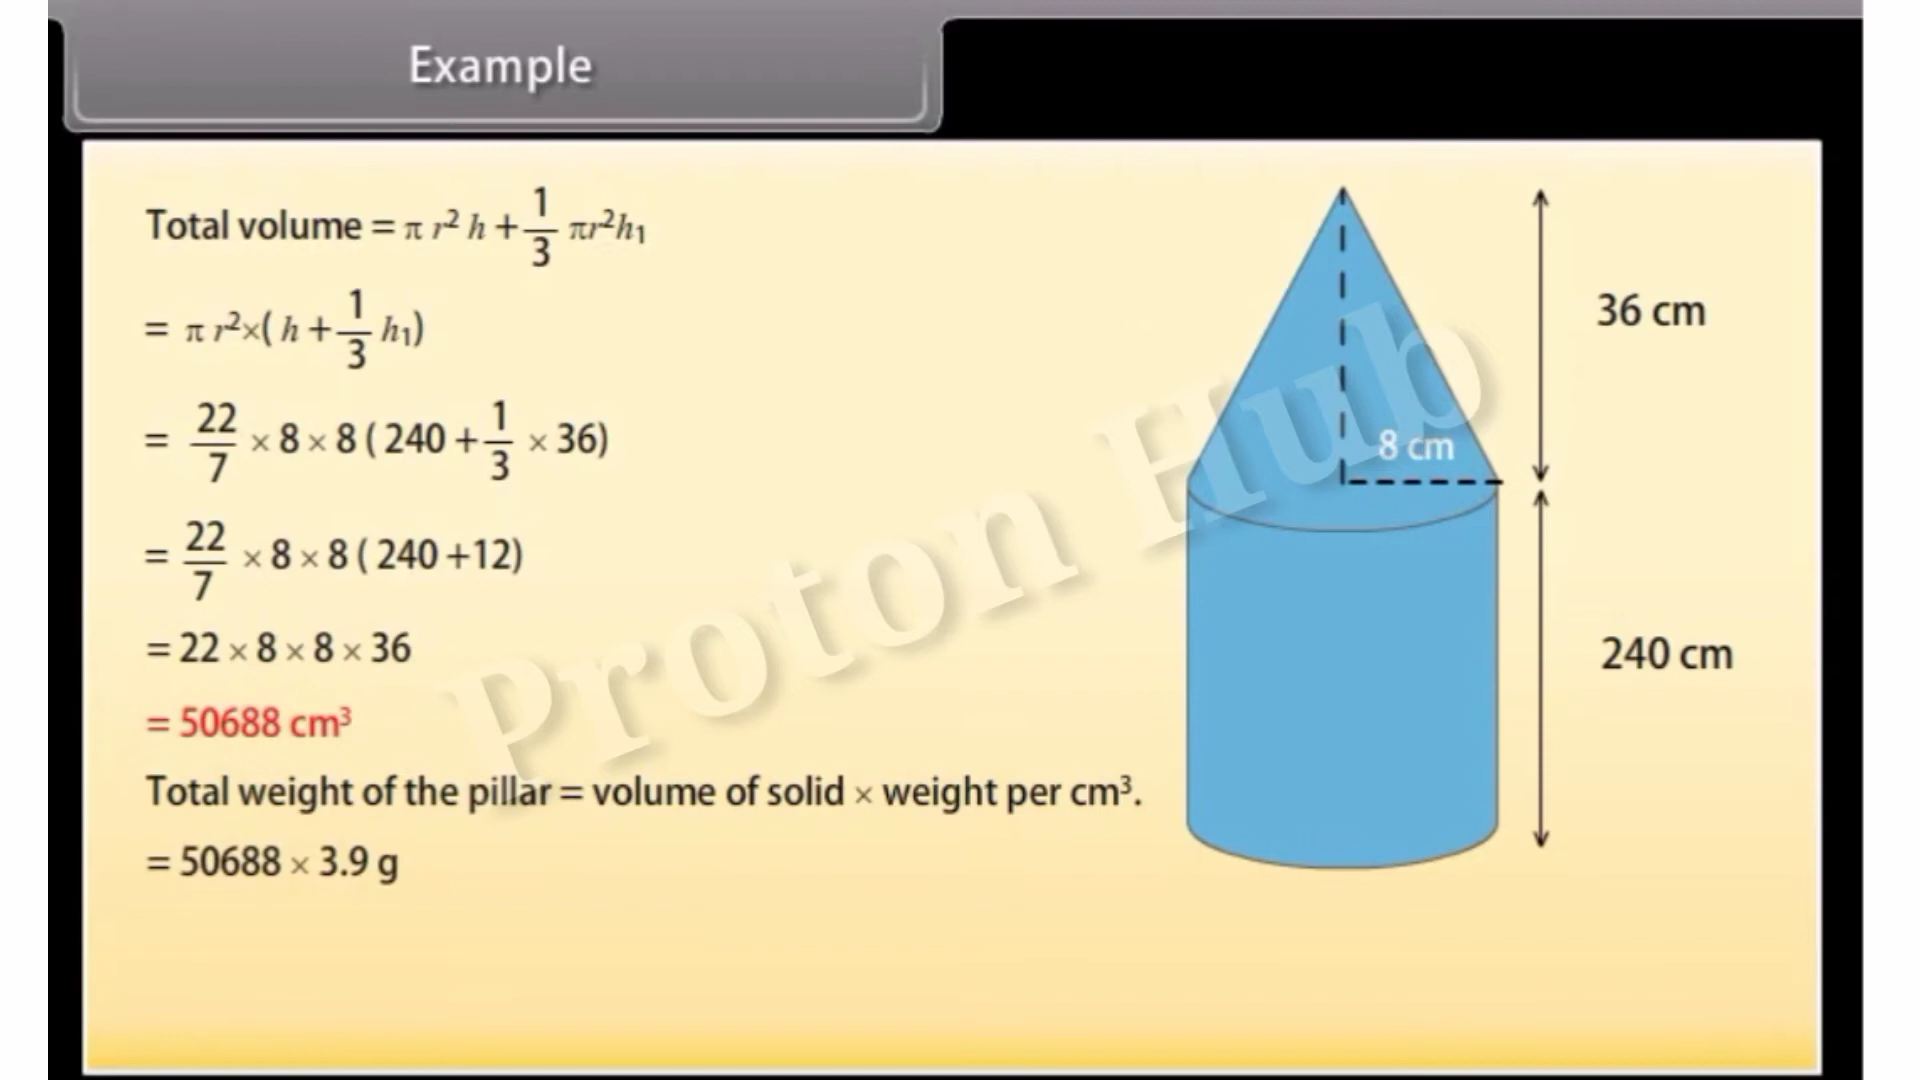 Example
Total volume = π r² h + 1/3 πr²h₁
= π r²×( h + 1/3 h₁)
= 22/7 × 8 × 8 ( 240 + 1/3 × 36)
= 22/7 × 8 × 8 ( 240 +12)
= 22 × 8 × 8 × 36
= 50688 cm³
Total weight of the pillar = volume of solid × weight per cm³.
= 50688 × 3.9 g
36 cm
8 cm
240 cm
Proton Hub